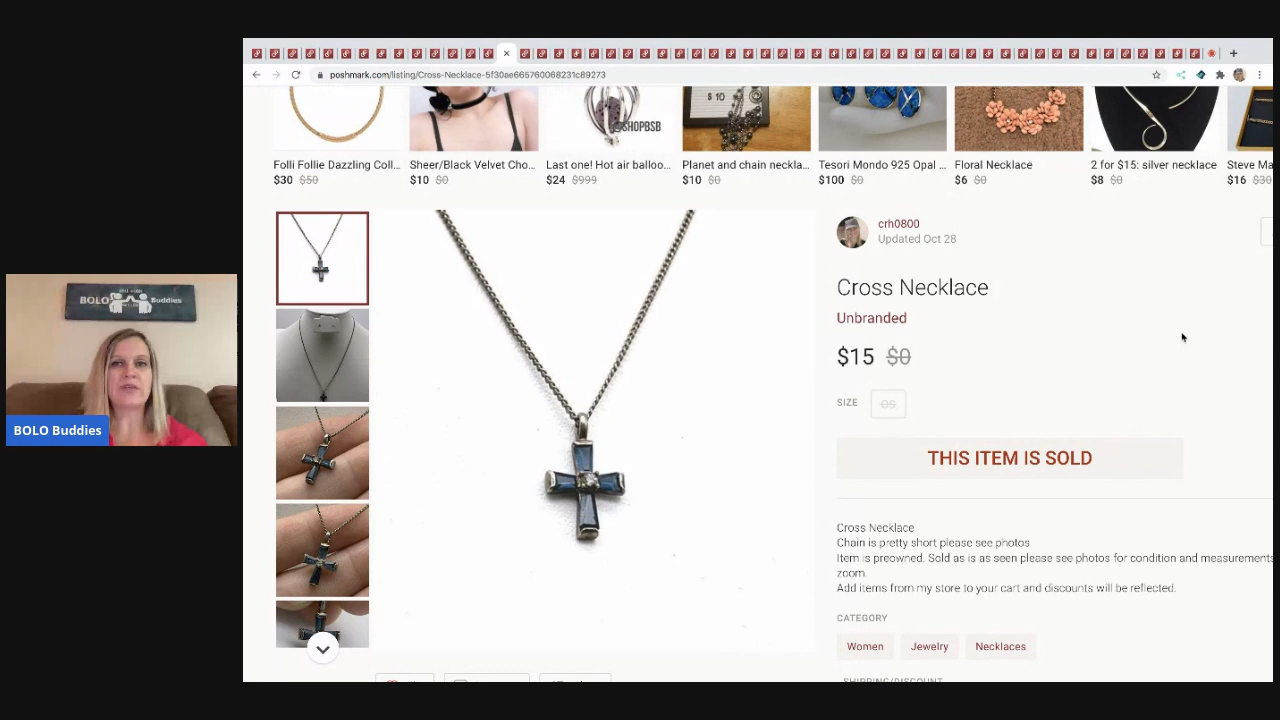 poshmark.com/listing/Cross-Necklace-5f30ae665760068231c89273
$ 10
@SHOPBSB
Folli Follie Dazzling Coll...
Sheer/Black Velvet Cho...
Last one! Hot air balloo...
Planet and chain neckla...
Tesori Mondo 925 Opal ...
Floral Necklace
2 for $15: silver necklace
Steve Ma
$30 $50
$10 $0
$24 $999
$10 $0
$100 $0
$6 $0
$8 $0
$16 $30
crh0800
Updated Oct 28
Cross Necklace
Unbranded
$15 $0
SIZE
OS
THIS ITEM IS SOLD
Cross Necklace
Chain is pretty short please see photos
Item is preowned. Sold as is as seen please see photos for condition and measurements
zoom.
Add items from my store to your cart and discounts will be reflected.
CATEGORY
Women
Jewelry
Necklaces
SHIPPING/DISCOUNT
BOLO Buddies
BOLO Buddies